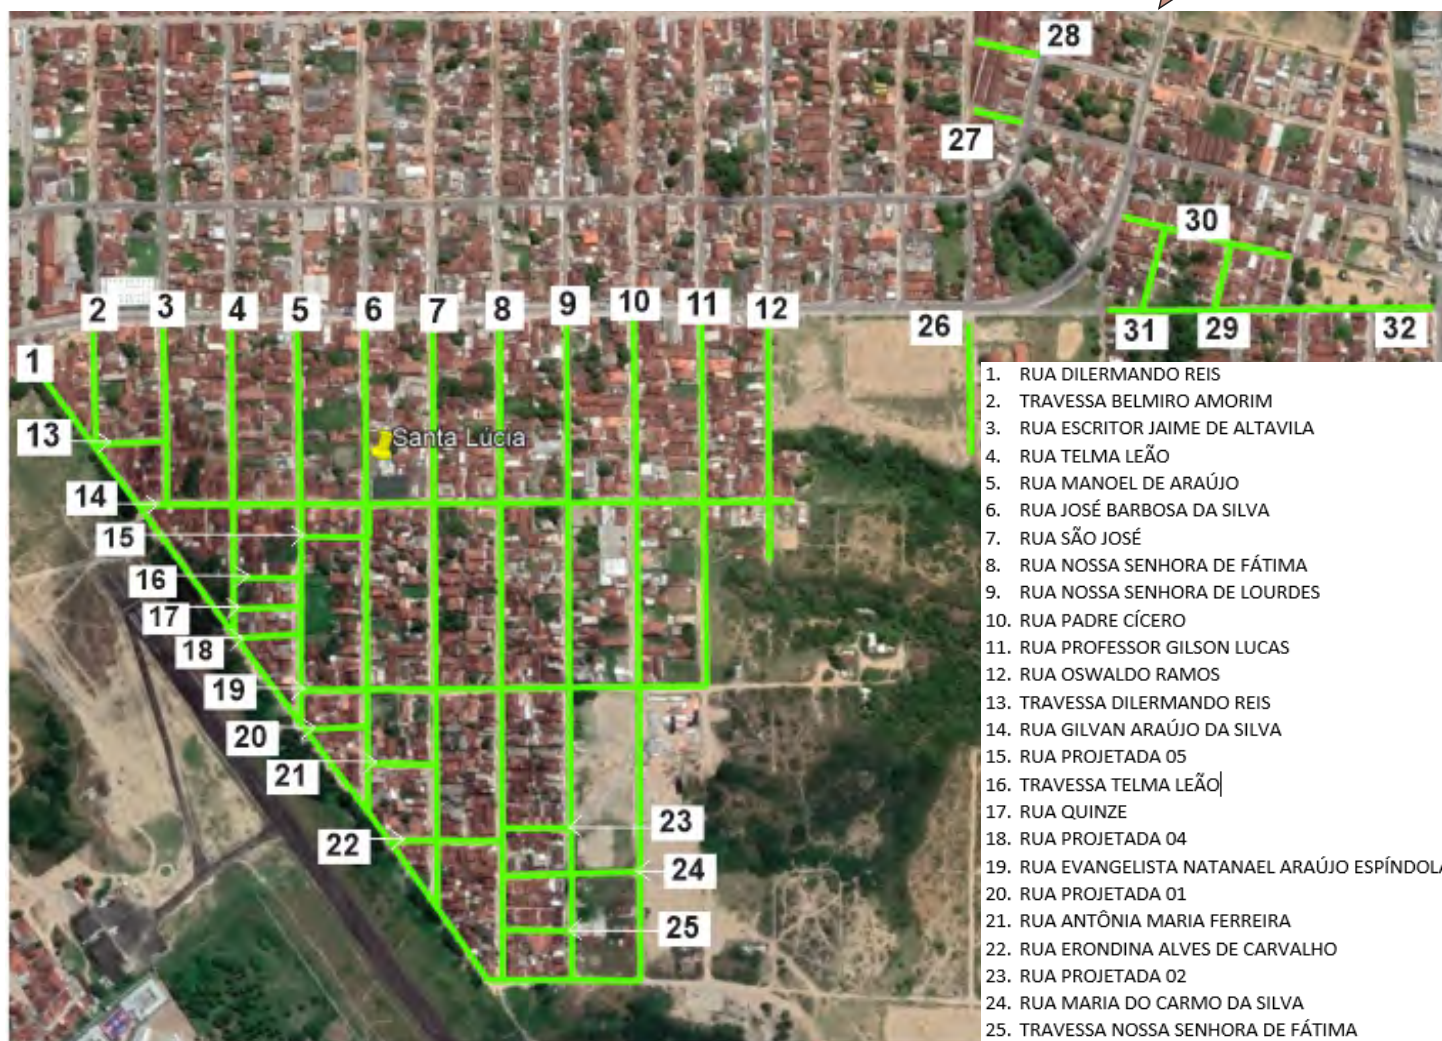 28
27
30
2
3
4
5
6
7
8
9
10
11
12
26
31
29
32
1
13
Santa Lúcia
14
15
16
17
18
19
20
21
22
23
24
25
1. RUA DILERMANDO REIS
2. TRAVESSA BELMIRO AMORIM
3. RUA ESCRITOR JAIME DE ALTAVILA
4. RUA TELMA LEÃO
5. RUA MANOEL DE ARAÚJO
6. RUA JOSÉ BARBOSA DA SILVA
7. RUA SÃO JOSÉ
8. RUA NOSSA SENHORA DE FÁTIMA
9. RUA NOSSA SENHORA DE LOURDES
10. RUA PADRE CÍCERO
11. RUA PROFESSOR GILSON LUCAS
12. RUA OSWALDO RAMOS
13. TRAVESSA DILERMANDO REIS
14. RUA GILVAN ARAÚJO DA SILVA
15. RUA PROJETADA 05
16. TRAVESSA TELMA LEÃO
17. RUA QUINZE
18. RUA PROJETADA 04
19. RUA EVANGELISTA NATANAEL ARAÚJO ESPÍNDOLA
20. RUA PROJETADA 01
21. RUA ANTÔNIA MARIA FERREIRA
22. RUA ERONDINA ALVES DE CARVALHO
23. RUA PROJETADA 02
24. RUA MARIA DO CARMO DA SILVA
25. TRAVESSA NOSSA SENHORA DE FÁTIMA